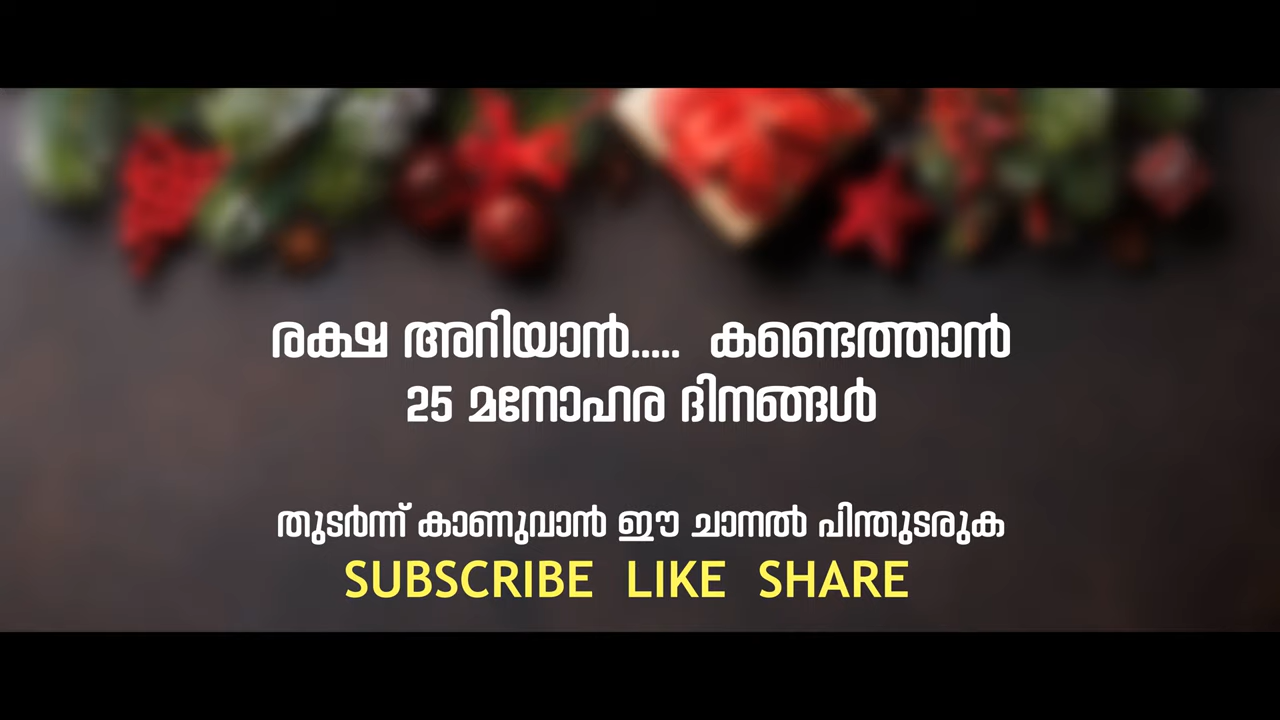 രക്ഷ അറിയാൻ..... കണ്ടെത്താൻ
25 മനോഹര ദിനങ്ങൾ
തുടർന്ന് കാണുവാൻ ഈ ചാനൽ പിന്തുടരുക
SUBSCRIBE LIKE SHARE